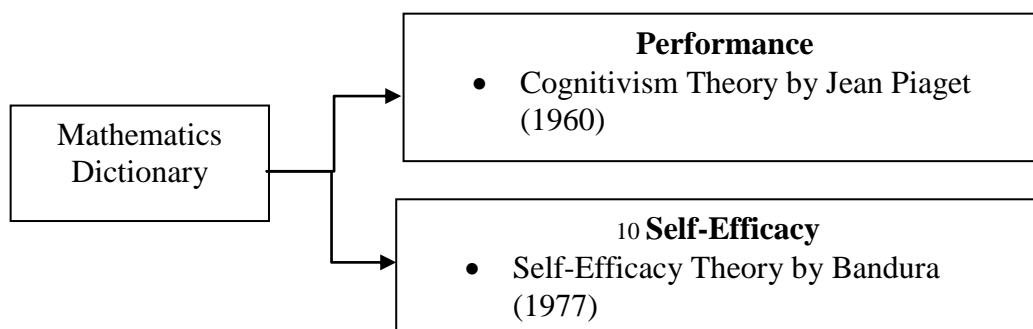 Mathematics
Dictionary
Performance
• Cognitivism Theory by Jean Piaget
(1960)
10 Self-Efficacy
• Self-Efficacy Theory by Bandura
(1977)